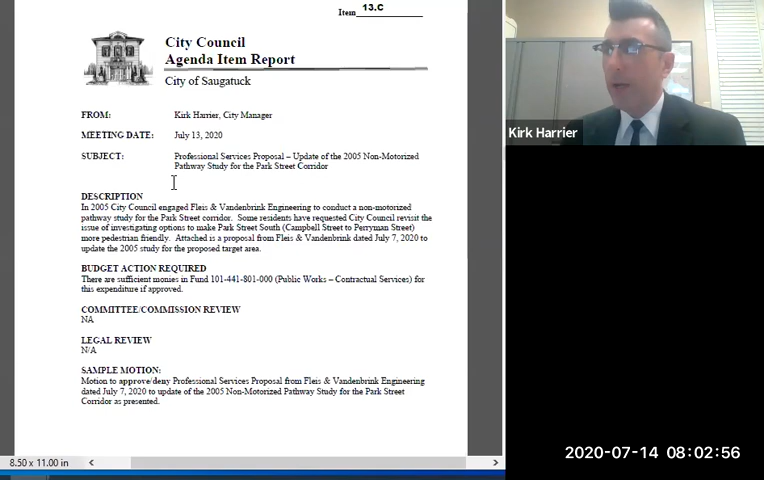 Item 13.C
City Council
Agenda Item Report
City of Saugatuck
FROM: Kirk Harrier, City Manager
MEETING DATE: July 13, 2020
SUBJECT: Professional Services Proposal – Update of the 2005 Non-Motorized
Pathway Study for the Park Street Corridor
DESCRIPTION
In 2005 City Council engaged Fleis & Vandenbrink Engineering to conduct a non-motorized
pathway study for the Park Street corridor. Some residents have requested City Council revisit the
issue of investigating options to make Park Street South (Campbell Street to Perryman Street)
more pedestrian friendly. Attached is a proposal from Fleis & Vandenbrink dated July 7, 2020 to
update the 2005 study for the proposed target area.
BUDGET ACTION REQUIRED
There are sufficient monies in Fund 101-441-801-000 (Public Works – Contractual Services) for
this expenditure if approved.
COMMITTEE/COMMISSION REVIEW
NA
LEGAL REVIEW
N/A
SAMPLE MOTION:
Motion to approve/deny Professional Services Proposal from Fleis & Vandenbrink Engineering
dated July 7, 2020 to update of the 2005 Non-Motorized Pathway Study for the Park Street
Corridor as presented.
8.50 x 11.00 in
Kirk Harrier
2020-07-14 08:02:56